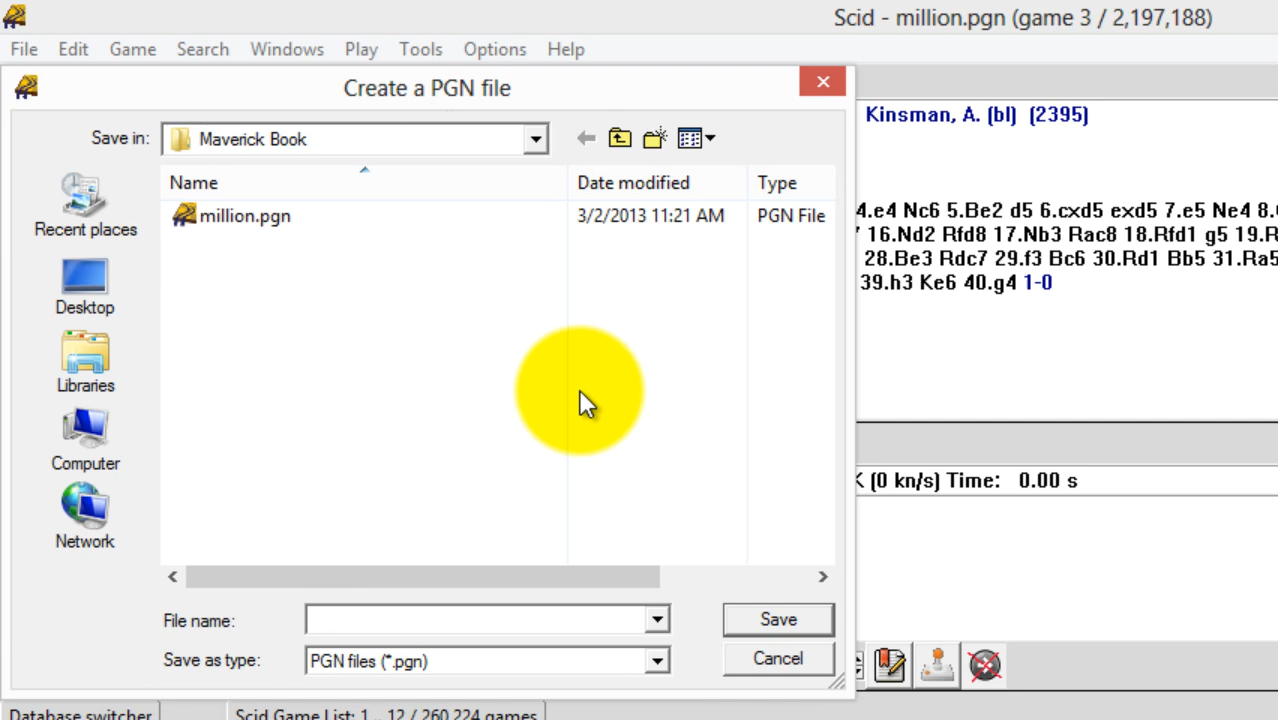 Scid - million.pgn (game 3 / 2,197,188)
File Edit Game Search Windows Play Tools Options Help
Create a PGN file
Save in: Maverick Book
Name Date modified Type
million.pgn 3/2/2013 11:21 AM PGN File
Recent places
Desktop
Libraries
Computer
Network
File name:
Save
Save as type: PGN files (*.pgn)
Cancel
Kinsman, A. (bl) (2395)
4.e4 Nc6 5.Be2 d5 6.cxd5 exd5 7.e5 Ne4 8.
16.Nd2 Rfd8 17.Nb3 Rac8 18.Rfd1 g5 19.R
28.Be3 Rdc7 29.f3 Bc6 30.Rd1 Bb5 31.Ra5
39.h3 Ke6 40.g4 1-0
K (0 kn/s) Time: 0.00 s
Database switcher
Scid Game List: 1 .. 12 / 260,224 games